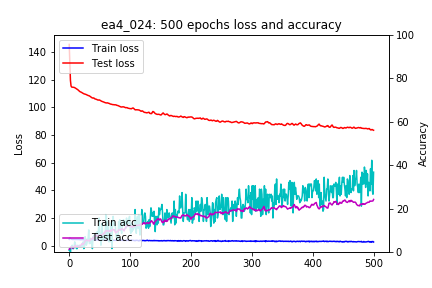 ea4_024: 500 epochs loss and accuracy
Train loss
Test loss
Train acc
Test acc
Loss
Accuracy
140
120
100
80
60
40
20
0
100
80
60
40
20
0
0 100 200 300 400 500